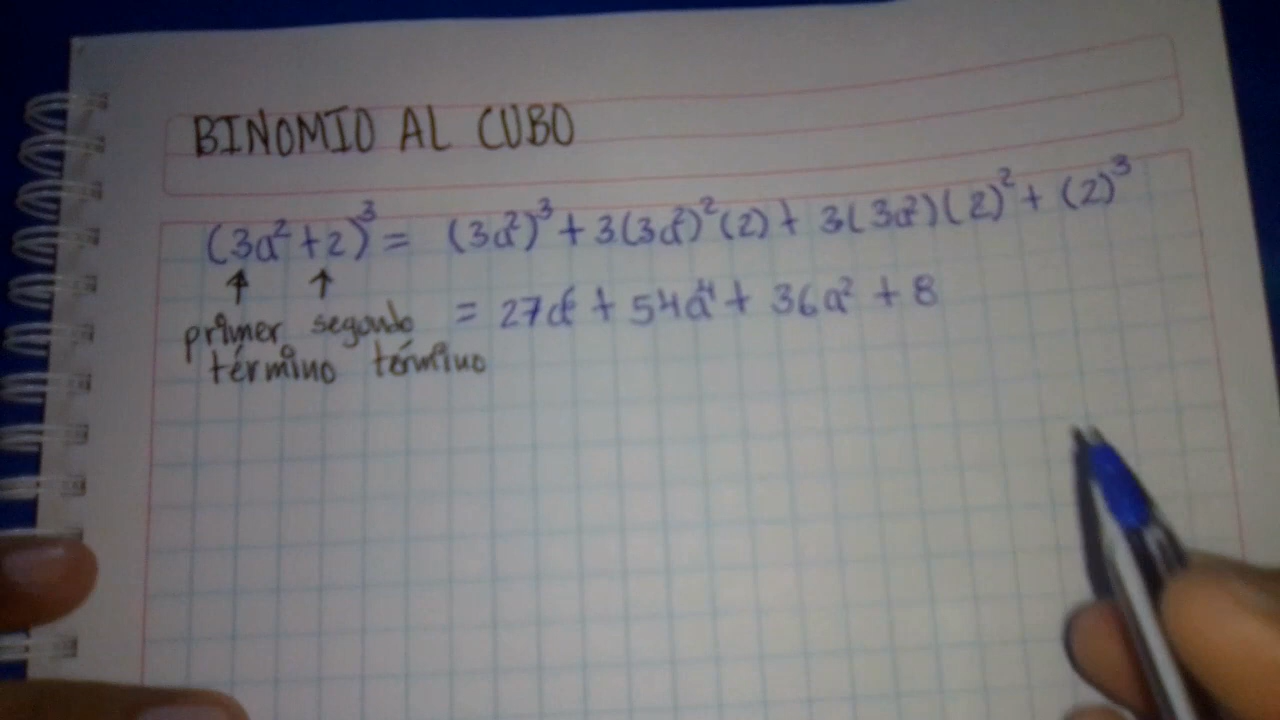 BINOMIO AL CUBO
(3a²+2)³ = (3a²)³ + 3(3a²)²(2) + 3(3a²)(2)² + (2)³
= 27a⁶ + 54a⁴ + 36a² + 8
primer segundo
término término